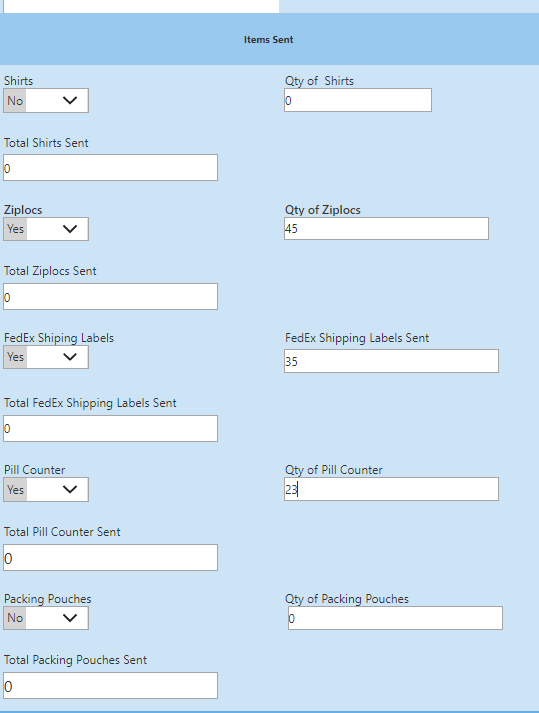 Items Sent
Shirts Qty of Shirts
No 0
Total Shirts Sent
0
Ziplocs Qty of Ziplocs
Yes 45
Total Ziplocs Sent
0
FedEx Shiping Labels FedEx Shipping Labels Sent
Yes 35
Total FedEx Shipping Labels Sent
0
Pill Counter Qty of Pill Counter
Yes 23
Total Pill Counter Sent
0
Packing Pouches Qty of Packing Pouches
No 0
Total Packing Pouches Sent
0